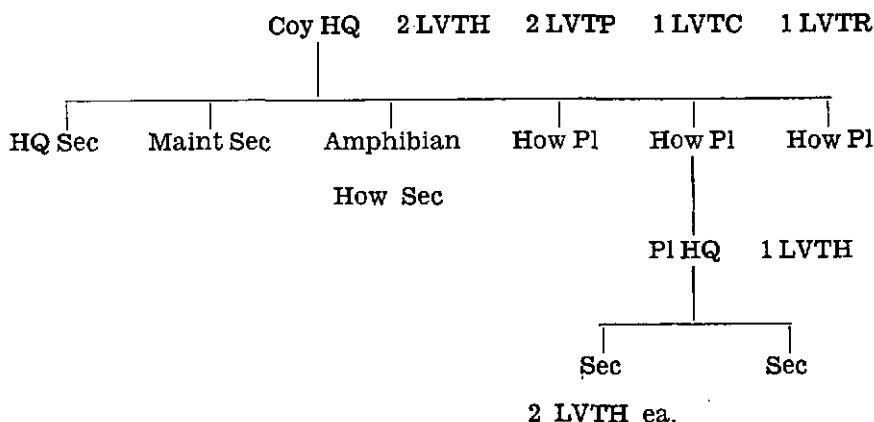 Coy HQ 2 LVTH 2 LVTP 1 LVTC 1 LVTR
HQ Sec Maint Sec Amphibian How Pl How Pl How Pl
How Sec
Pl HQ 1 LVTH
Sec Sec
2 LVTH ea.